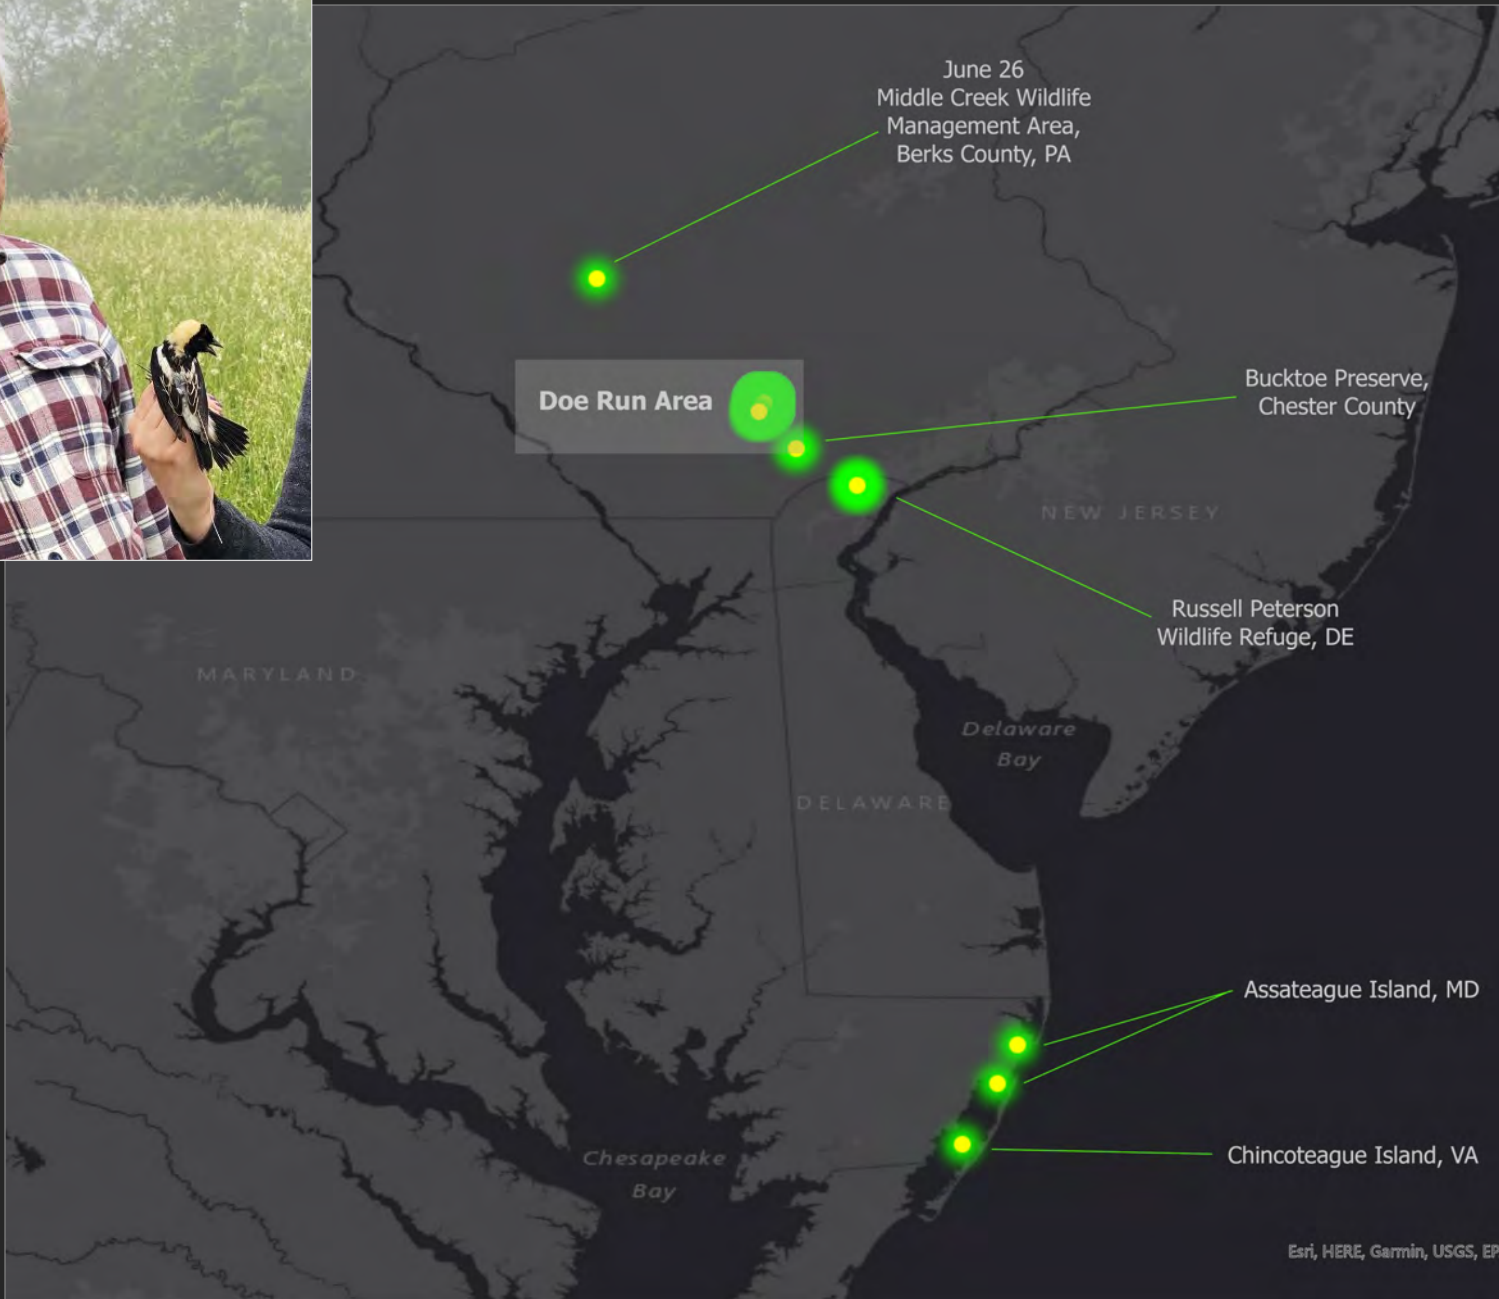 June 26
Middle Creek Wildlife
Management Area,
Berks County, PA
Doe Run Area
Bucktoe Preserve,
Chester County
NEW JERSEY
Russell Peterson
Wildlife Refuge, DE
MARYLAND
Delaware
Bay
DELAWARE
Assateague Island, MD
Chesapeake
Bay
Chincoteague Island, VA
Esri, HERE, Garmin, USGS, EP